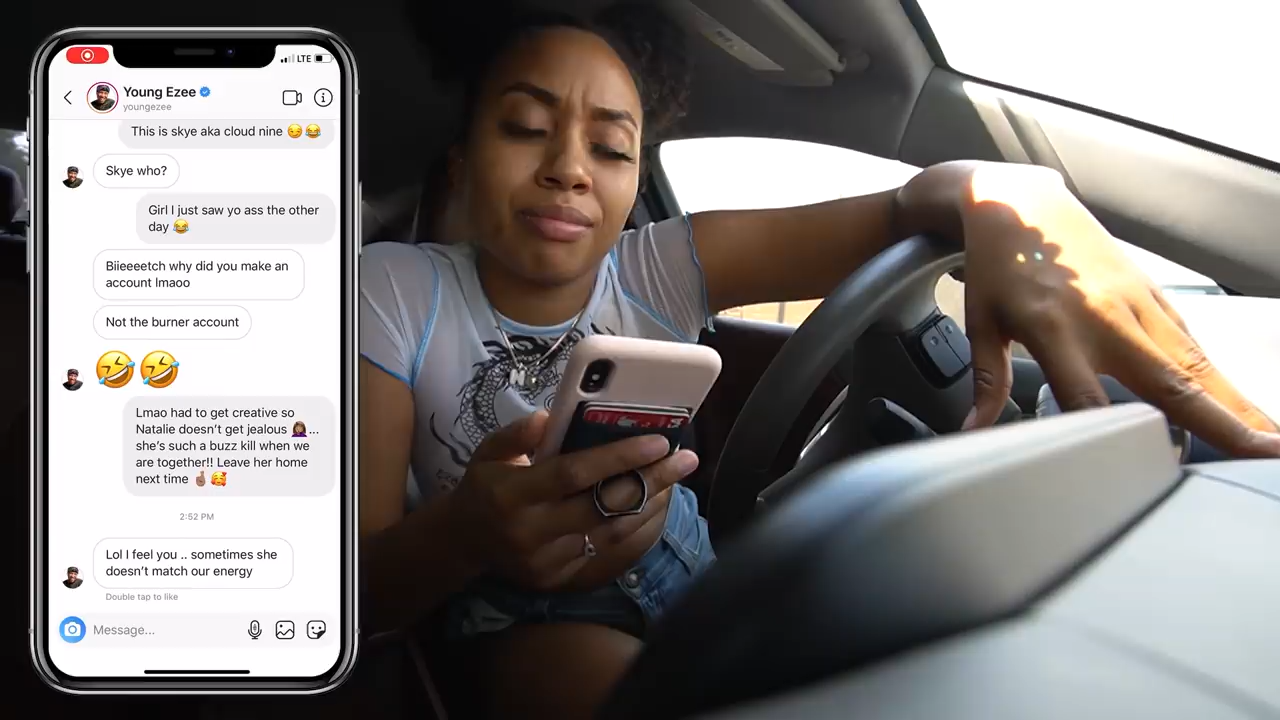 LTE
Young Ezee
youngezee
This is skye aka cloud nine 😏😂
Skye who?
Girl I just saw yo ass the other
day 😂
Biieeeetch why did you make an
account lmaoo
Not the burner account
🤣🤣
Lmao had to get creative so
Natalie doesn't get jealous 🤦🏽‍♀️...
she's such a buzz kill when we
are together!! Leave her home
next time 🤞🏽🥰
2:52 PM
Lol I feel you .. sometimes she
doesn't match our energy
Double tap to like
Message...